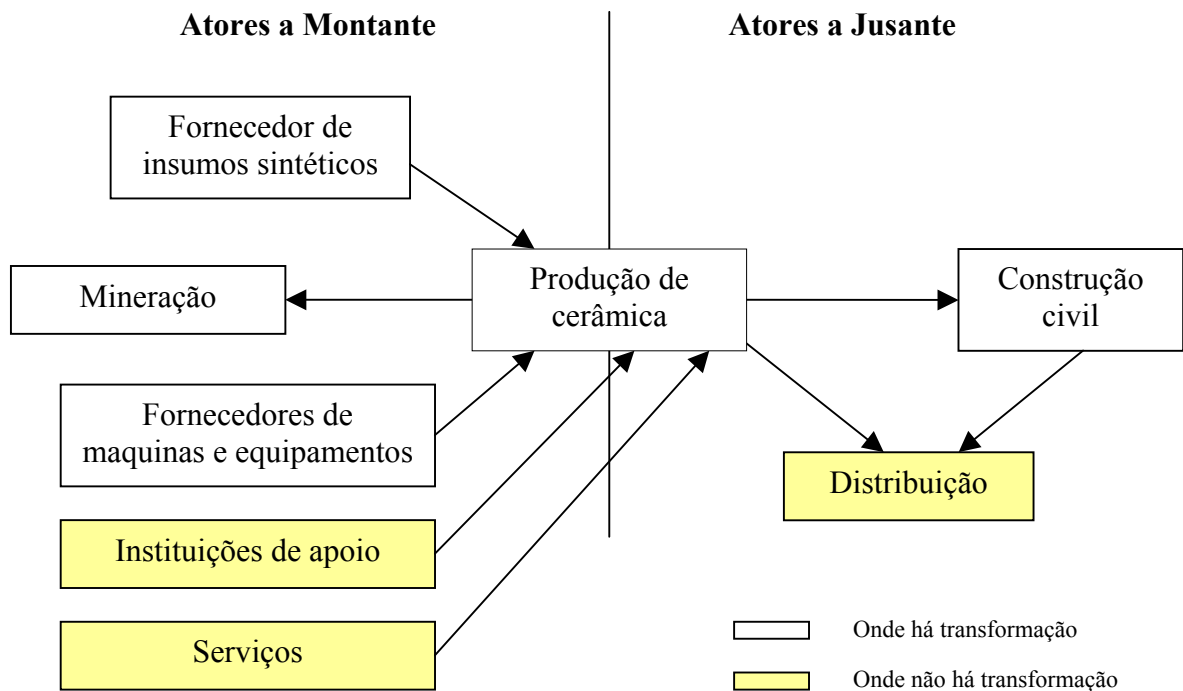 Atores a Montante
Atores a Jusante
Fornecedor de
insumos sintéticos
Mineração
Produção de
cerâmica
Construção
civil
Fornecedores de
maquinas e equipamentos
Distribuição
Instituições de apoio
Serviços
Onde há transformação
Onde não há transformação